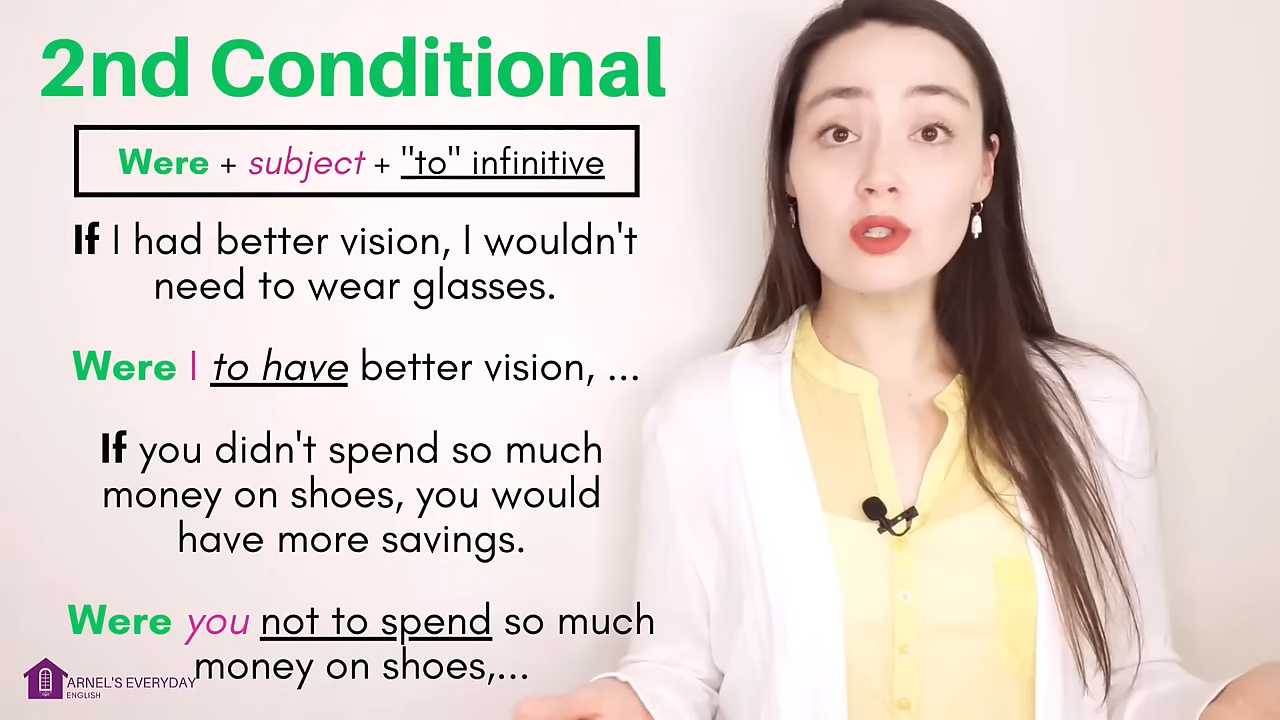 2nd Conditional
Were + subject + "to" infinitive
If I had better vision, I wouldn't
need to wear glasses.
Were I to have better vision, ...
If you didn't spend so much
money on shoes, you would
have more savings.
Were you not to spend so much
money on shoes,...
ARNEL'S EVERYDAY
ENGLISH